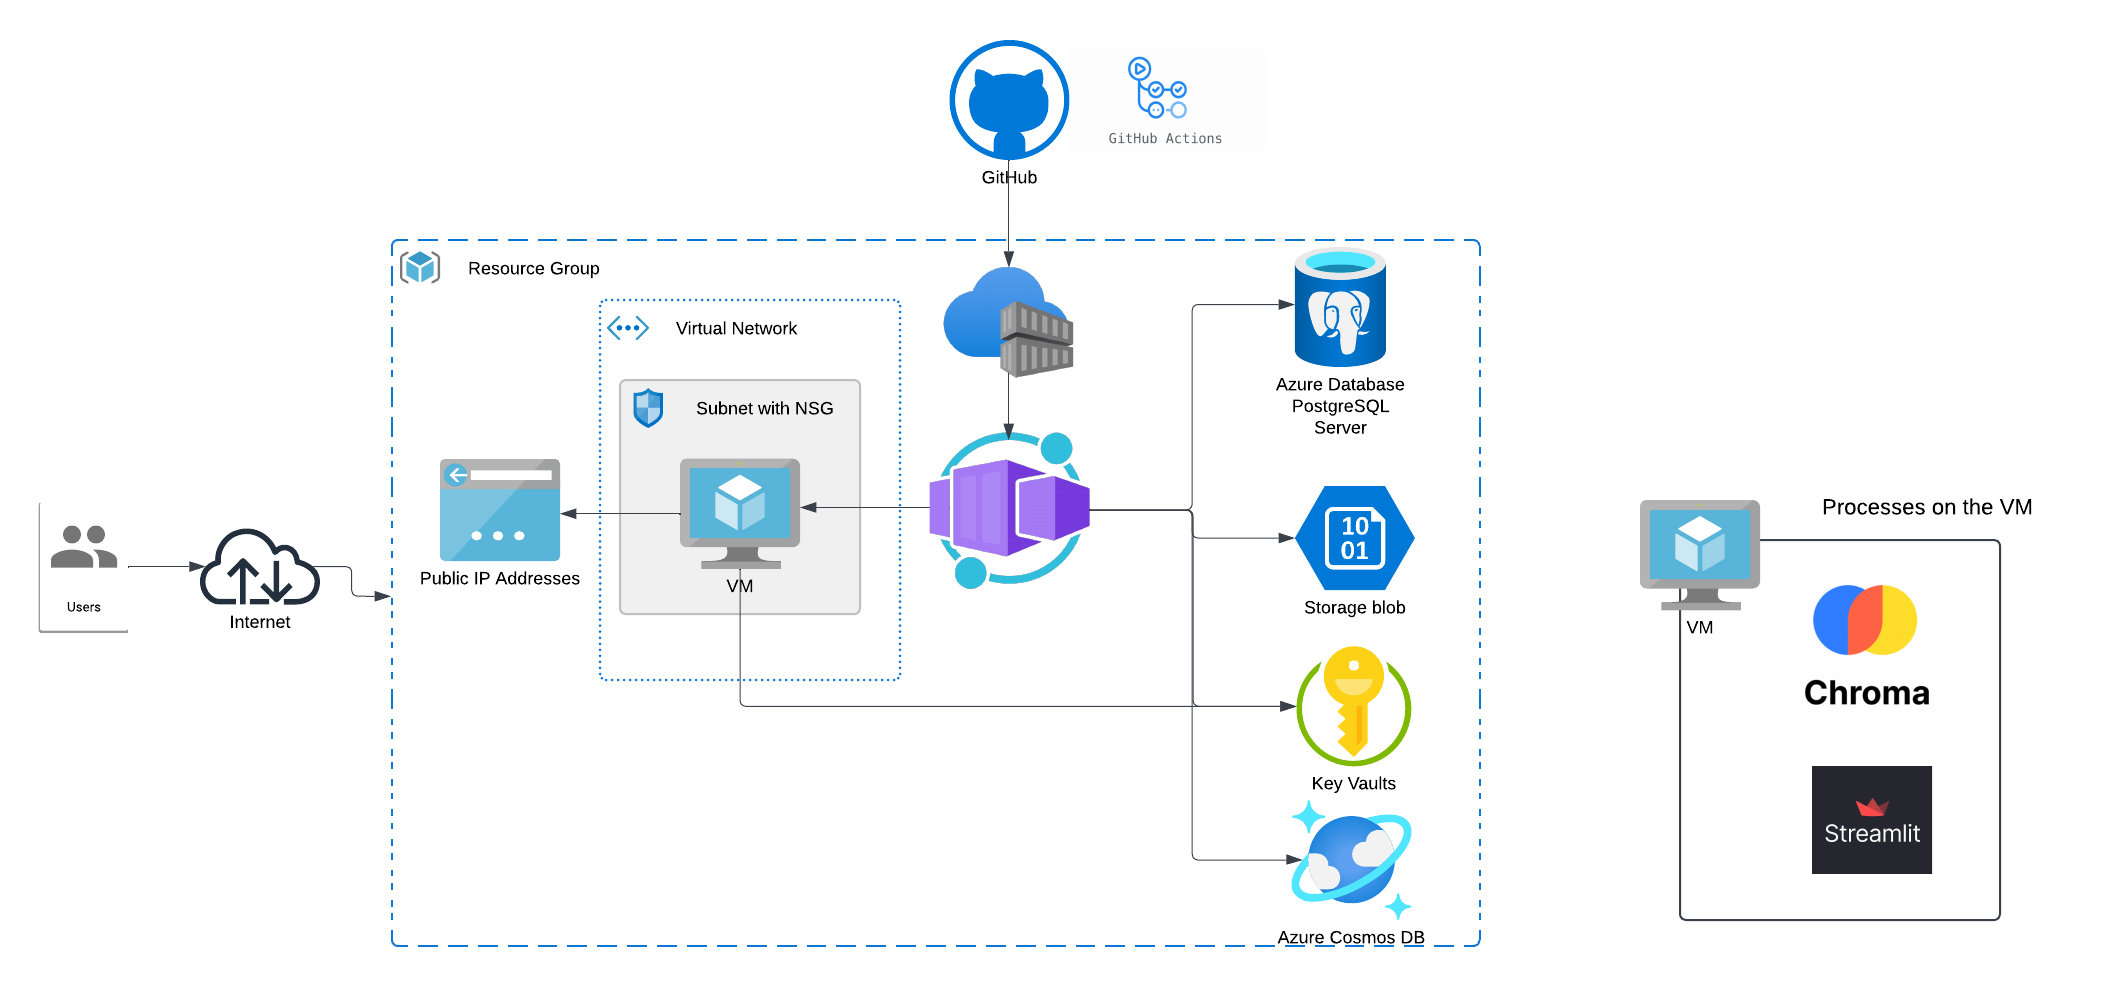 GitHub Actions
GitHub
Resource Group
Virtual Network
Subnet with NSG
VM
Public IP Addresses
Users
Internet
Azure Database
PostgreSQL
Server
10
01
Storage blob
Key Vaults
Azure Cosmos DB
Processes on the VM
VM
Chroma
Streamlit